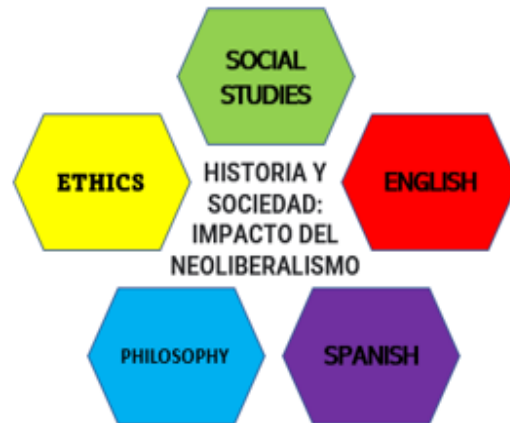 SOCIAL
STUDIES
ETHICS
HISTORIA Y
SOCIEDAD:
IMPACTO DEL
NEOLIBERALISMO
ENGLISH
PHILOSOPHY
SPANISH